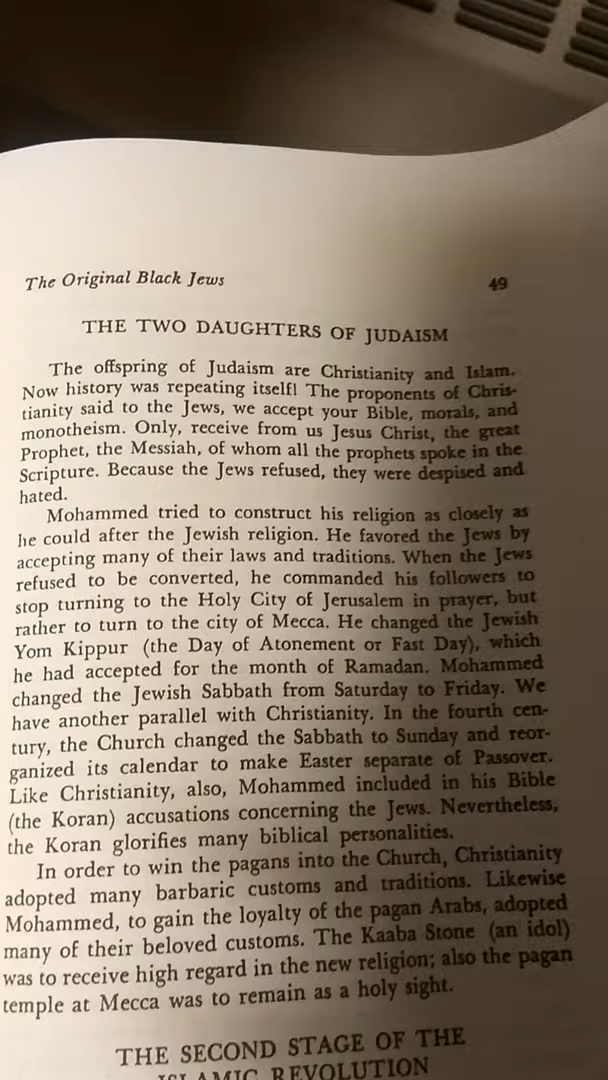 The Original Black Jews 49
THE TWO DAUGHTERS OF JUDAISM
The offspring of Judaism are Christianity and Islam.
Now history was repeating itself! The proponents of Chris-
tianity said to the Jews, we accept your Bible, morals, and
monotheism. Only, receive from us Jesus Christ, the great
Prophet, the Messiah, of whom all the prophets spoke in the
Scripture. Because the Jews refused, they were despised and
hated.
Mohammed tried to construct his religion as closely as
he could after the Jewish religion. He favored the Jews by
accepting many of their laws and traditions. When the Jews
refused to be converted, he commanded his followers to
stop turning to the Holy City of Jerusalem in prayer, but
rather to turn to the city of Mecca. He changed the Jewish
Yom Kippur (the Day of Atonement or Fast Day), which
he had accepted for the month of Ramadan. Mohammed
changed the Jewish Sabbath from Saturday to Friday. We
have another parallel with Christianity. In the fourth cen-
tury, the Church changed the Sabbath to Sunday and reor-
ganized its calendar to make Easter separate of Passover.
Like Christianity, also, Mohammed included in his Bible
(the Koran) accusations concerning the Jews. Nevertheless,
the Koran glorifies many biblical personalities.
In order to win the pagans into the Church, Christianity
adopted many barbaric customs and traditions. Likewise
Mohammed, to gain the loyalty of the pagan Arabs, adopted
many of their beloved customs. The Kaaba Stone (an idol)
was to receive high regard in the new religion; also the pagan
temple at Mecca was to remain as a holy sight.
THE SECOND STAGE OF THE
ISLAMIC REVOLUTION